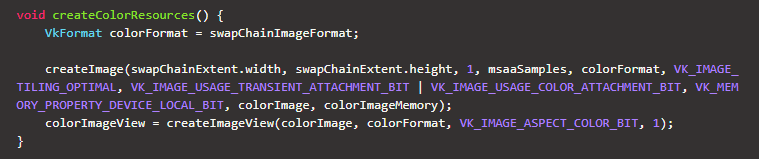 void createColorResources() {
    VkFormat colorFormat = swapChainImageFormat;

    createImage(swapChainExtent.width, swapChainExtent.height, 1, msaaSamples, colorFormat, VK_IMAGE_
TILING_OPTIMAL, VK_IMAGE_USAGE_TRANSIENT_ATTACHMENT_BIT | VK_IMAGE_USAGE_COLOR_ATTACHMENT_BIT, VK_MEM
ORY_PROPERTY_DEVICE_LOCAL_BIT, colorImage, colorImageMemory);
    colorImageView = createImageView(colorImage, colorFormat, VK_IMAGE_ASPECT_COLOR_BIT, 1);
}